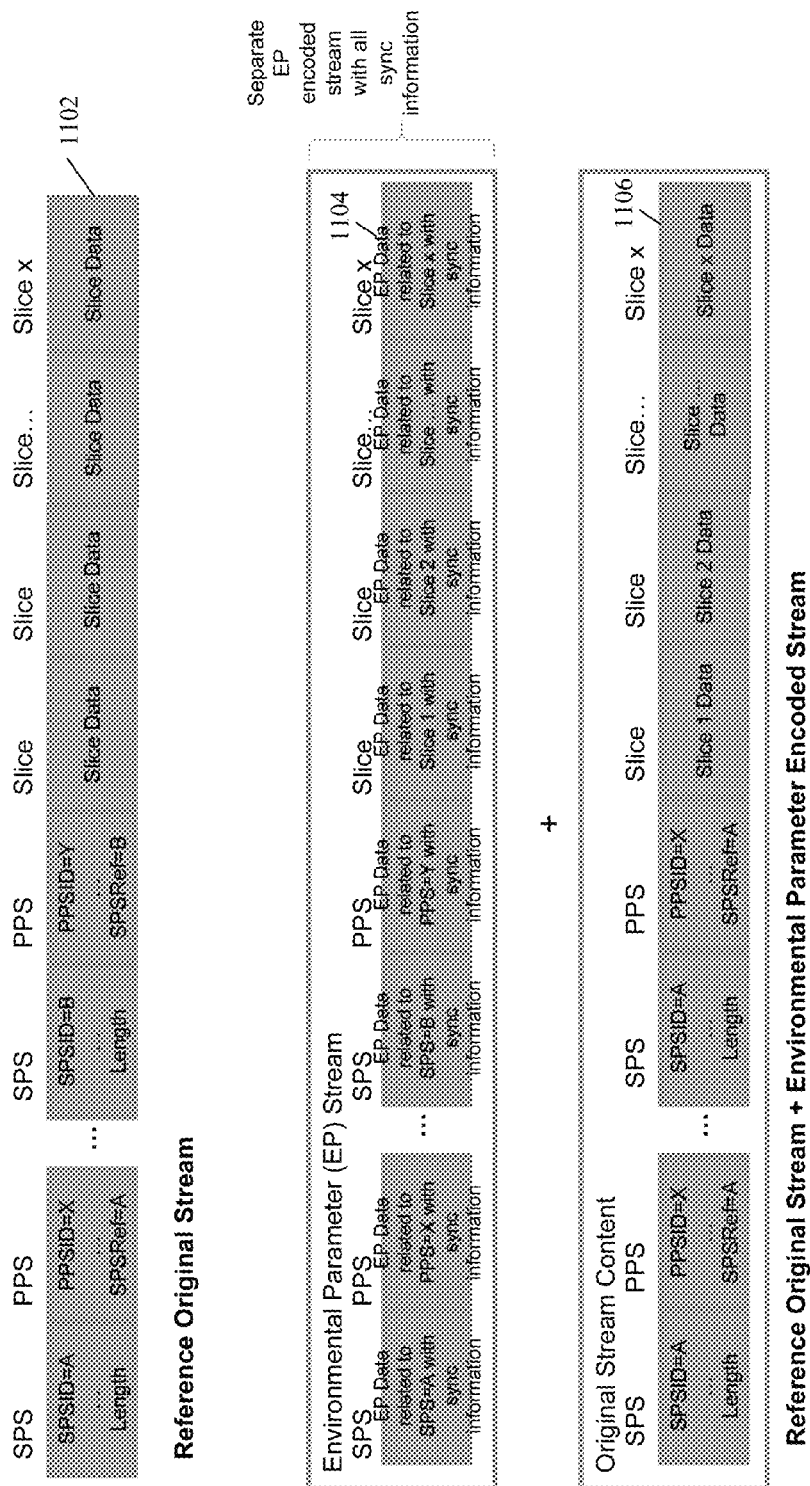 SPS PPS SPS PPS Slice Slice Slice... Slice x
1102
SPSID=A PPSID=X SPSID=B PPSID=Y
...... ...... ... ...... ...... Slice Data Slice Data Slice Data Slice Data
Length SPSRef=A Length SPSRef=B
Reference Original Stream
Separate
EP
encoded
stream
with all
sync
information
Environmental Parameter (EP) Stream
1104
SPS PPS SPS PPS Slice Slice Slice... Slice x
EP Data EP Data EP Data EP Data EP Data EP Data EP Data EP Data
related to related to related to related to related to related to related to related to
SPS=A with PPS=X with ... SPS=B with PPS=Y with Slice 1 with Slice 2 with Slice ... with Slice x with
sync sync sync sync sync sync sync sync
information information information information information information information information
+
Original Stream Content
1106
SPS PPS SPS PPS Slice Slice Slice... Slice x
SPSID=A PPSID=X SPSID=A PPSID=X
...... ...... ... ...... ...... Slice 1 Data Slice 2 Data Slice ... Data Slice x Data
Length SPSRef=A Length SPSRef=A
Reference Original Stream + Environmental Parameter Encoded Stream